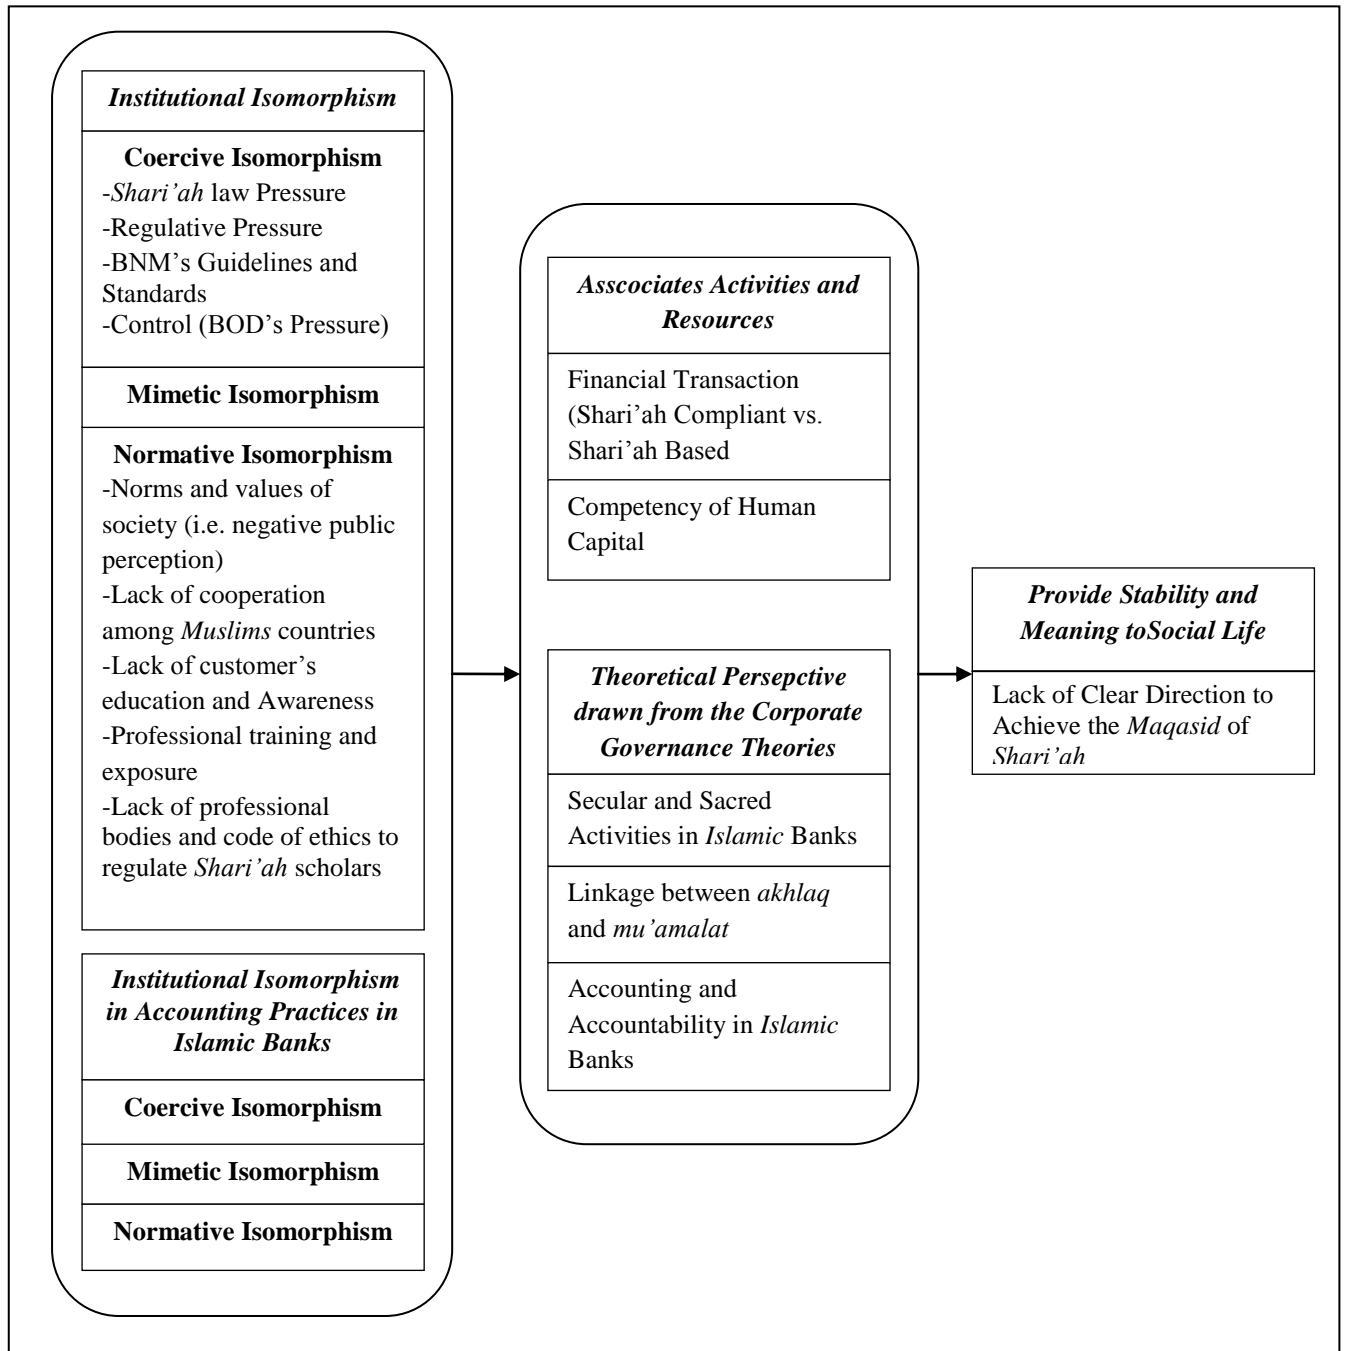 Institutional Isomorphism
Coercive Isomorphism
-Shari’ah law Pressure
-Regulative Pressure
-BNM’s Guidelines and
Standards
-Control (BOD’s Pressure)
Mimetic Isomorphism
Normative Isomorphism
-Norms and values of
society (i.e. negative public
perception)
-Lack of cooperation
among Muslims countries
-Lack of customer’s
education and Awareness
-Professional training and
exposure
-Lack of professional
bodies and code of ethics to
regulate Shari’ah scholars
Institutional Isomorphism
in Accounting Practices in
Islamic Banks
Coercive Isomorphism
Mimetic Isomorphism
Normative Isomorphism
Asscociates Activities and
Resources
Financial Transaction
(Shari’ah Compliant vs.
Shari’ah Based
Competency of Human
Capital
Theoretical Persepctive
drawn from the Corporate
Governance Theories
Secular and Sacred
Activities in Islamic Banks
Linkage between akhlaq
and mu’amalat
Accounting and
Accountability in Islamic
Banks
Provide Stability and
Meaning toSocial Life
Lack of Clear Direction to
Achieve the Maqasid of
Shari’ah